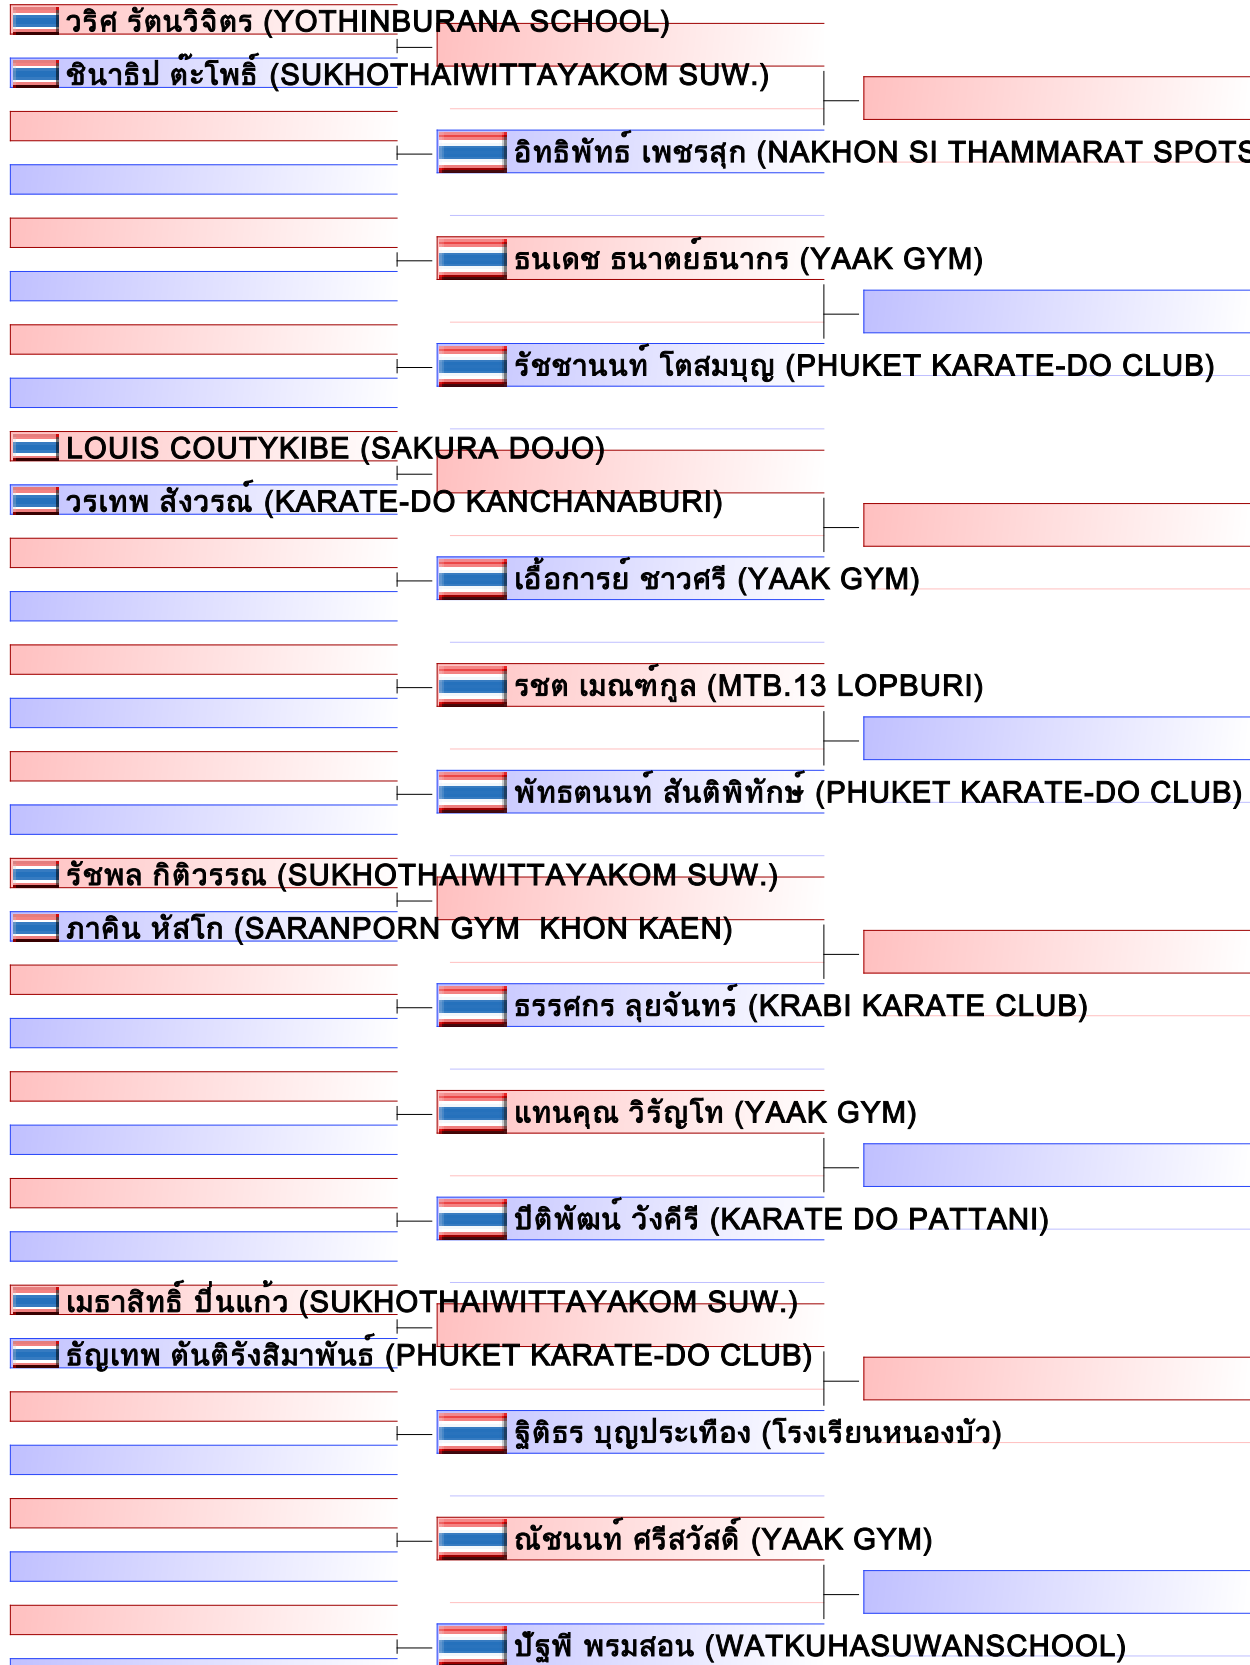 วริศ รัตนวิจิตร (YOTHINBURANA SCHOOL)
ชินาธิป ต๊ะโพธิ์ (SUKHOTHAIWITTAYAKOM SUW.)
อิทธิพัทธ์ เพชรสุก (NAKHON SI THAMMARAT SPOTS
ธนเดช ธนาตย์ธนากร (YAAK GYM)
รัชชานนท์ โตสมบุญ (PHUKET KARATE-DO CLUB)
LOUIS COUTYKIBE (SAKURA DOJO)
วรเทพ สังวรณ์ (KARATE-DO KANCHANABURI)
เอื้อการย์ ชาวศรี (YAAK GYM)
รชต เมณฑ์กูล (MTB.13 LOPBURI)
พัทธตนนท์ สันติพิทักษ์ (PHUKET KARATE-DO CLUB)
รัชพล กิติวรรณ (SUKHOTHAIWITTAYAKOM SUW.)
ภาคิน หัสโก (SARANPORN GYM  KHON KAEN)
ธรรศกร ลุยจันทร์ (KRABI KARATE CLUB)
แทนคุณ วิรัญโท (YAAK GYM)
ปีติพัฒน์ วังคีรี (KARATE DO PATTANI)
เมธาสิทธิ์ ปิ่นแก้ว (SUKHOTHAIWITTAYAKOM SUW.)
ธัญเทพ ตันติรังสิมาพันธ์ (PHUKET KARATE-DO CLUB)
ฐิติธร บุญประเทือง (โรงเรียนหนองบัว)
ณัชนนท์ ศรีสวัสดิ์ (YAAK GYM)
ปัฐพี พรมสอน (WATKUHASUWANSCHOOL)